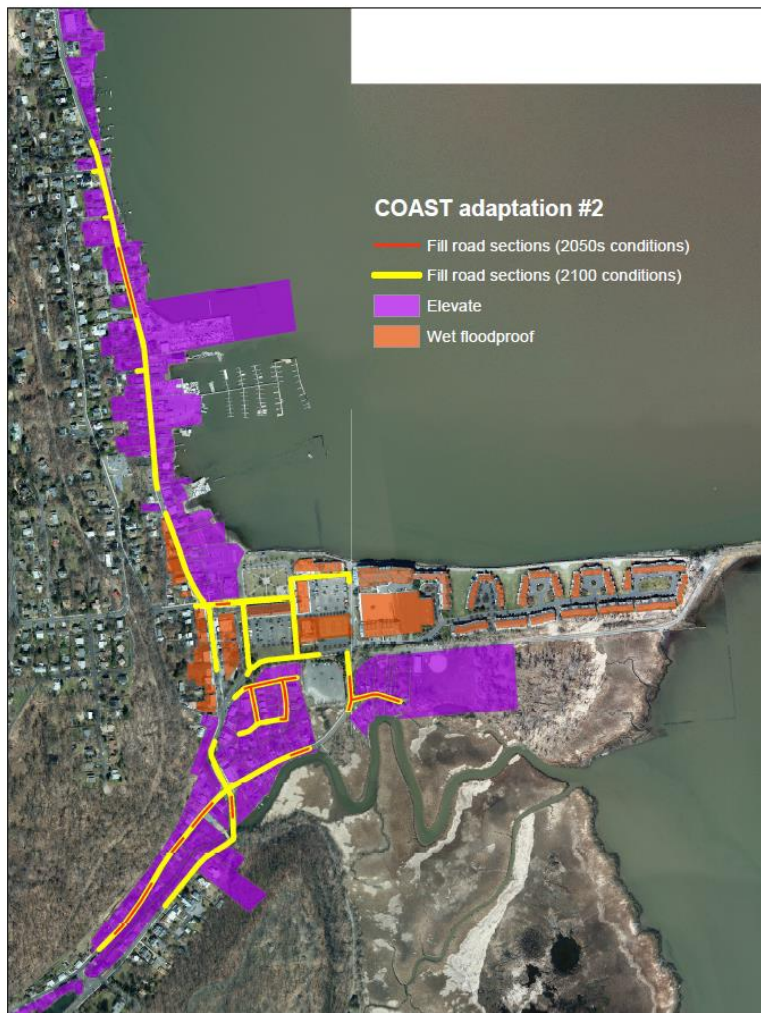 COAST adaptation #2
Fill road sections (2050s conditions)
Fill road sections (2100 conditions)
Elevate
Wet floodproof